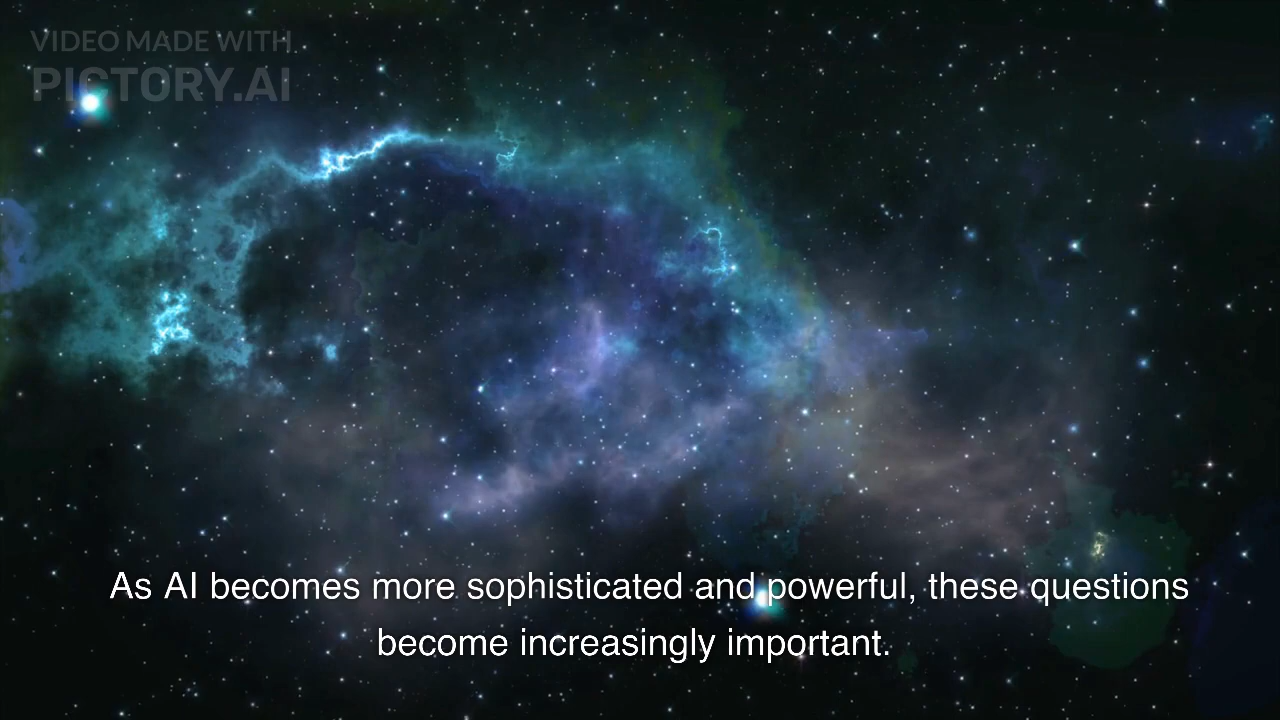 VIDEO MADE WITH
PICTORY.AI
As AI becomes more sophisticated and powerful, these questions
become increasingly important.